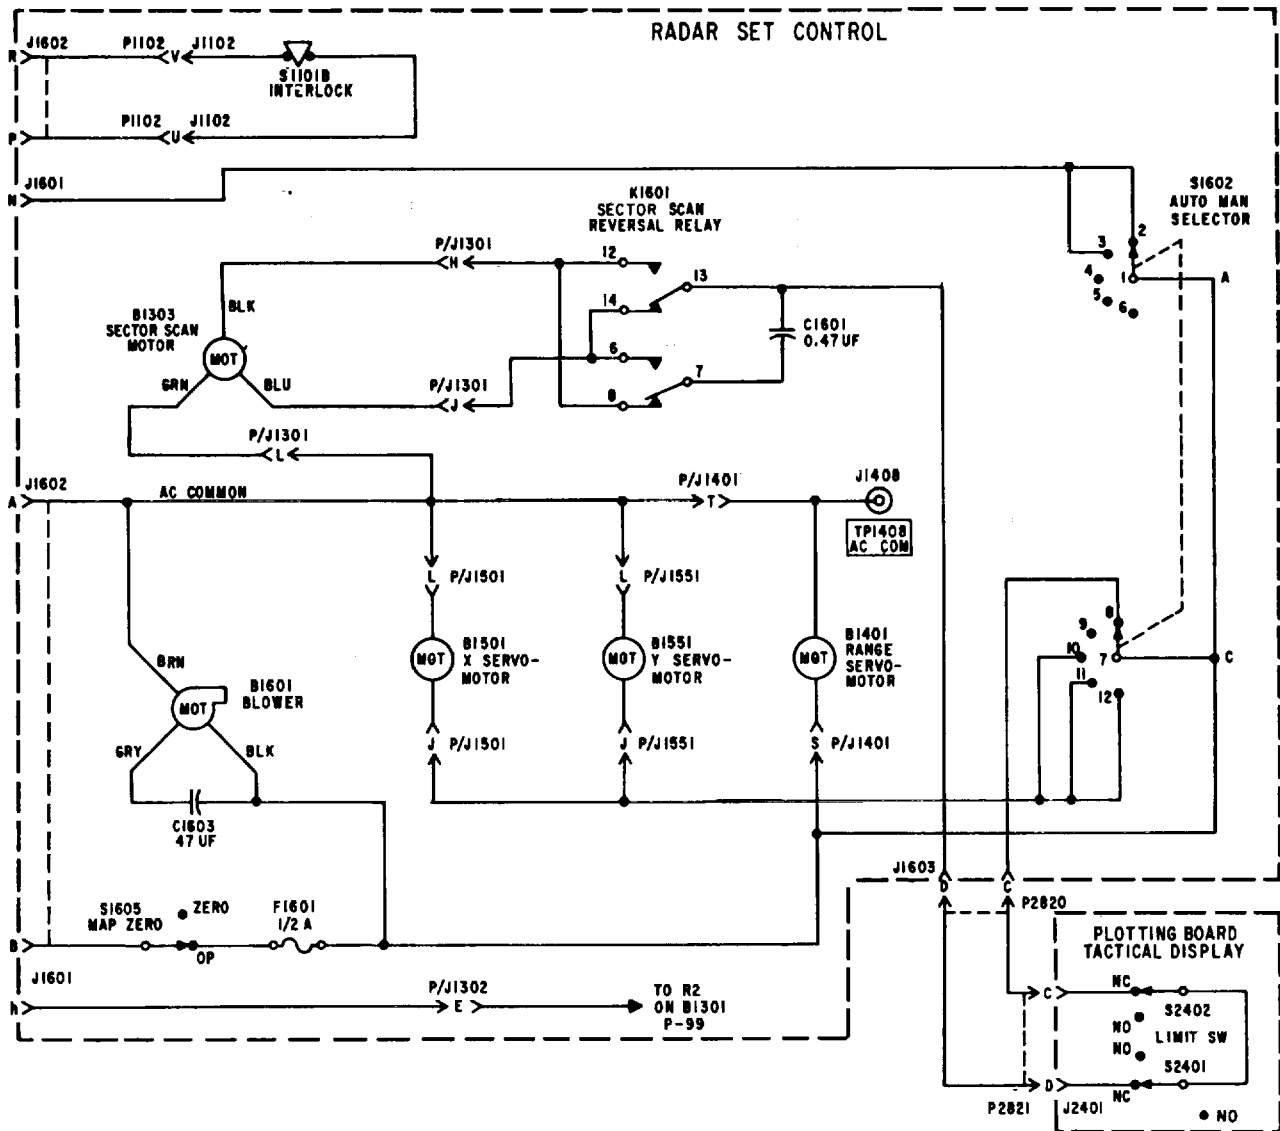 RADAR SET CONTROL
R J1602 P1102 V J1102
S1101B
INTERLOCK
P P1102 U J1102
J1601
N
K1601
SECTOR SCAN
REVERSAL RELAY
S1602
AUTO MAN
SELECTOR
P/J1301
H
12
13
14
6
7
8
C1601
0.47UF
2
3
4
1
5
6
A
BLK
B1303
SECTOR SCAN
MOTOR
MOT
GRN
BLU
P/J1301
J
P/J1301
L
J1602
A
AC COMMON
P/J1401
T
J1408
TP1408
AC COM
L P/J1501
L P/J1551
MOT
B1501
X SERVO-
MOTOR
MOT
B1551
Y SERVO-
MOTOR
MOT
B1401
RANGE
SERVO-
MOTOR
8
9
10
7
11
12
C
BRN
B1601
BLOWER
MOT
GRY
BLK
J P/J1501
J P/J1551
S P/J1401
C1603
47 UF
J1603
D
C
P2820
S1605
MAP ZERO
ZERO
OP
F1601
1/2 A
B
J1601
h
P/J1302
E
TO R2
ON B1301
P-99
PLOTTING BOARD
TACTICAL DISPLAY
C
NC
S2402
NO
LIMIT SW
NO
S2401
D
NC
P2821
J2401
NO